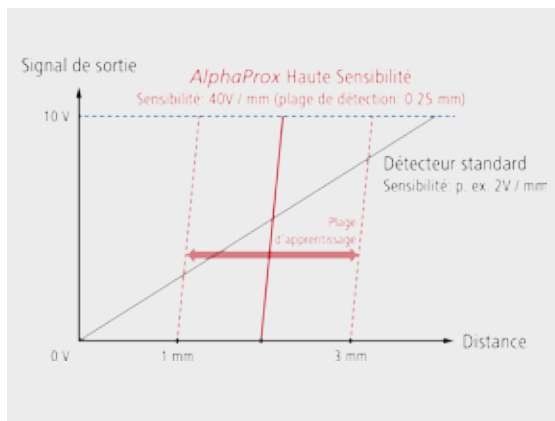 Signal de sortie
AlphaProx Haute Sensibilité
Sensibilité: 40V / mm (plage de détection: 0.25 mm)
10 V
Détecteur standard
Sensibilité: p. ex. 2V / mm
Plage
d'apprentissage
Distance
0 V
1 mm
3 mm